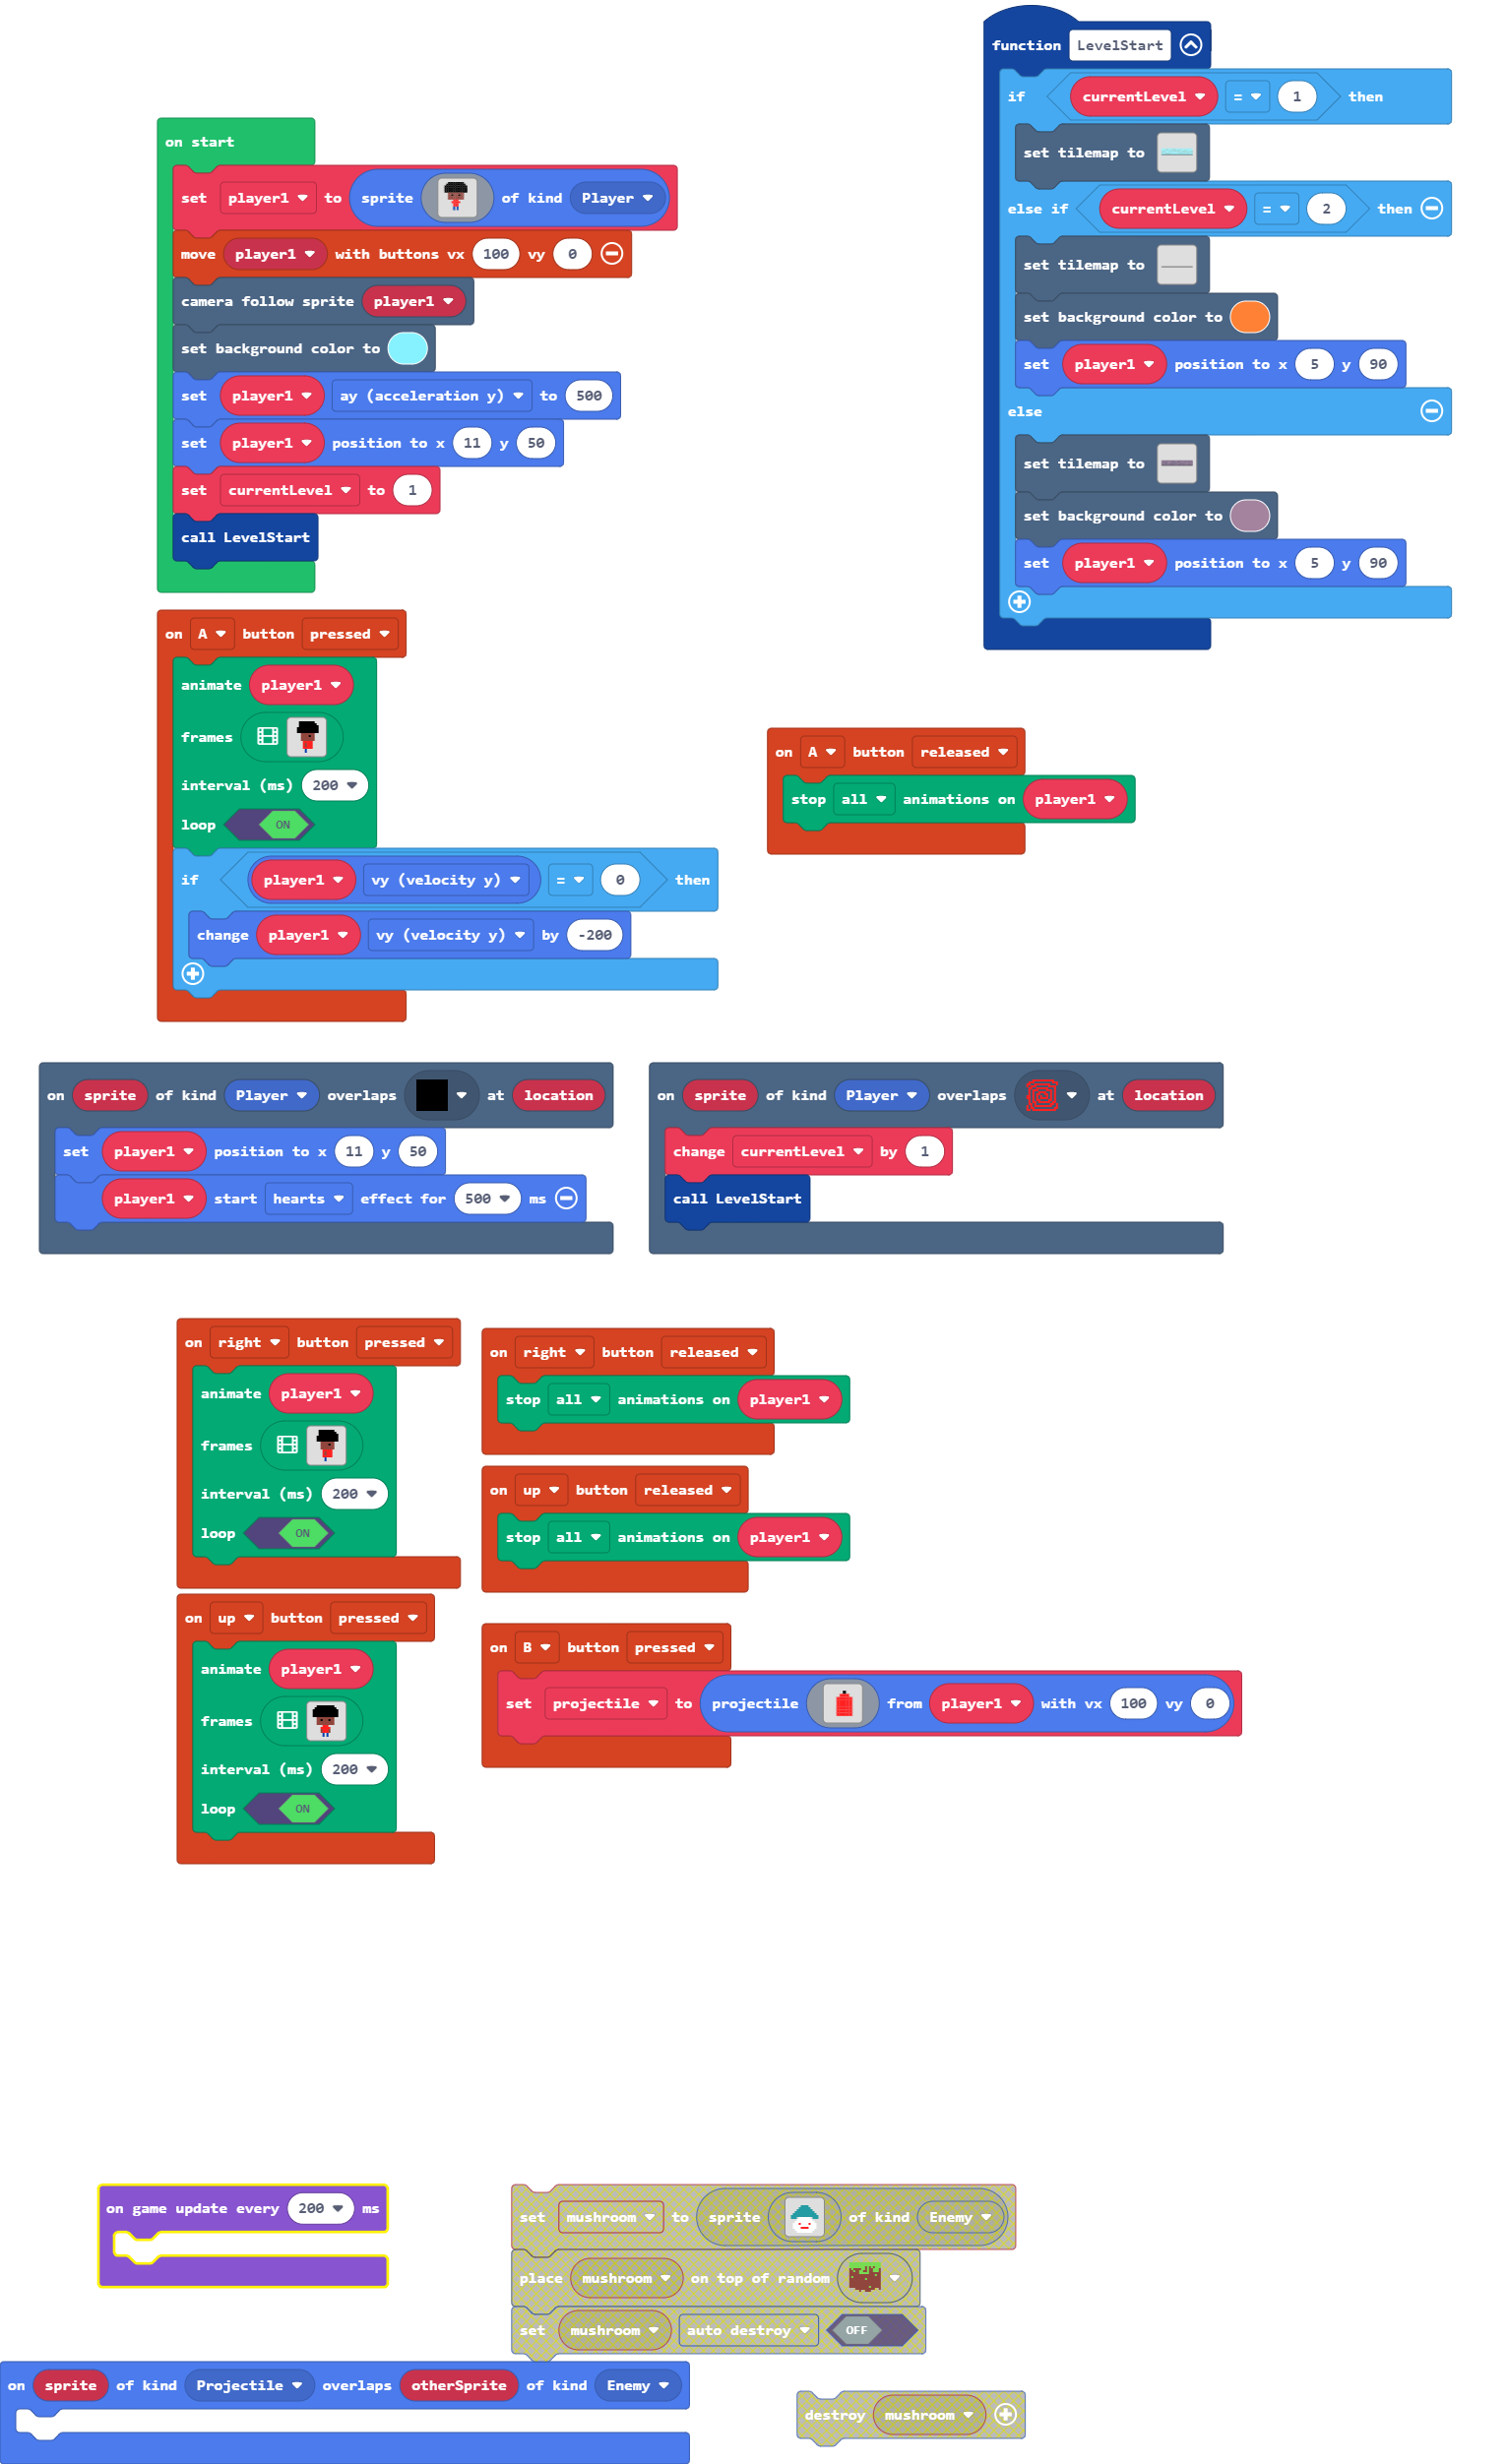 function LevelStart
if currentLevel = 1 then
set tilemap to
else if currentLevel = 2 then
set tilemap to
set background color to
set player1 position to x 5 y 90
else
set tilemap to
set background color to
set player1 position to x 5 y 90
on start
set player1 to sprite of kind Player
move player1 with buttons vx 100 vy 0
camera follow sprite player1
set background color to
set player1 ay (acceleration y) to 500
set player1 position to x 11 y 50
set currentLevel to 1
call LevelStart
on A button pressed
animate player1
frames
interval (ms) 200
loop ON
if player1 vy (velocity y) = 0 then
change player1 vy (velocity y) by -200
on A button released
stop all animations on player1
on sprite of kind Player overlaps at location
set player1 position to x 11 y 50
player1 start hearts effect for 500 ms
on sprite of kind Player overlaps at location
change currentLevel by 1
call LevelStart
on right button pressed
animate player1
frames
interval (ms) 200
loop ON
on right button released
stop all animations on player1
on up button released
stop all animations on player1
on up button pressed
animate player1
frames
interval (ms) 200
loop ON
on B button pressed
set projectile to projectile from player1 with vx 100 vy 0
on game update every 200 ms
set mushroom to sprite of kind Enemy
place mushroom on top of random
set mushroom auto destroy OFF
on sprite of kind Projectile overlaps otherSprite of kind Enemy
destroy mushroom